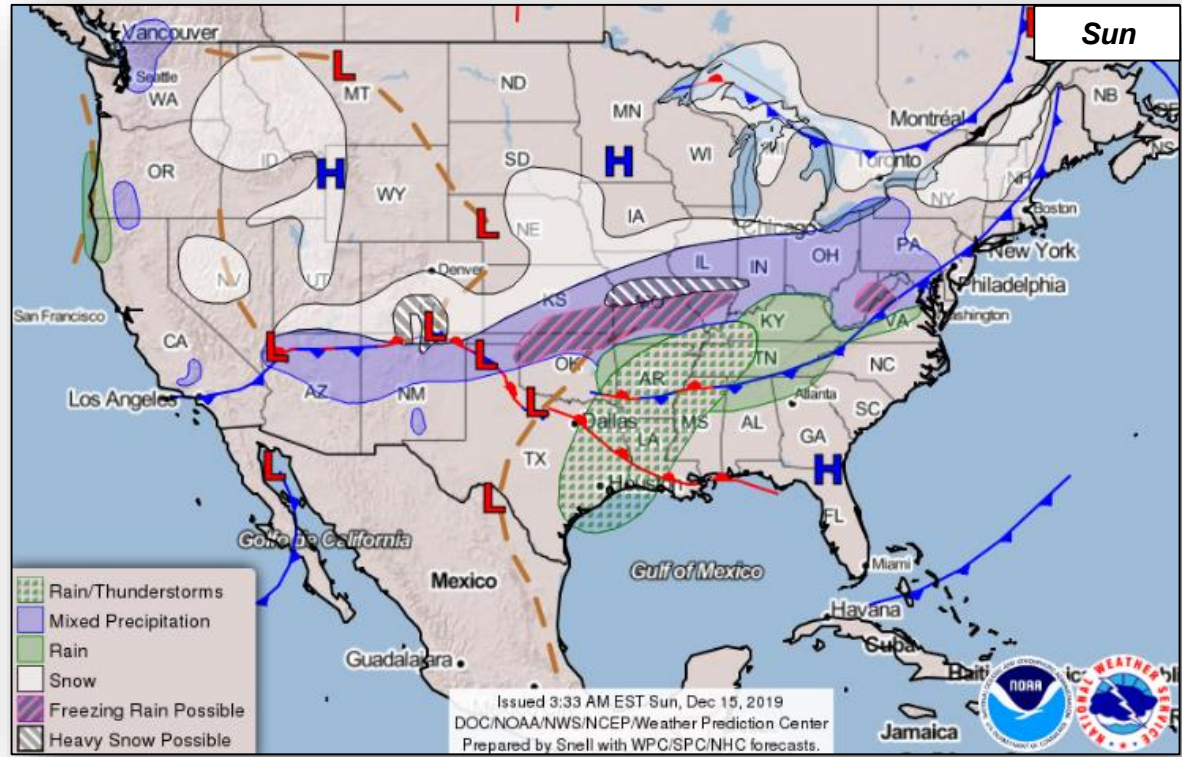 Sun
Vancouver
Seattle
WA
MT
ND
MN
Montréal
NB
NS
OR
ID
WY
SD
WI
MI
Toronto
NH
NY
Boston
IA
NE
Chicago
NV
UT
Denver
IL
IN
OH
PA
New York
Philadelphia
San Francisco
CA
KS
MO
KY
VA
ashington
Los Angeles
AZ
NM
OK
AR
TN
NC
Atlanta
SC
Dallas
MS
AL
GA
LA
TX
Houston
FL
Golfo de California
Gulf of Mexico
Miami
Mexico
Havana
Cuba
Guadalajara
Jamaica
H
H
H
L
L
L
L
L
L
L
L
Rain/Thunderstorms
Mixed Precipitation
Rain
Snow
Freezing Rain Possible
Heavy Snow Possible
Issued 3:33 AM EST Sun, Dec 15, 2019
DOC/NOAA/NWS/NCEP/Weather Prediction Center
Prepared by Snell with WPC/SPC/NHC forecasts.
NOAA
NATIONAL WEATHER SERVICE